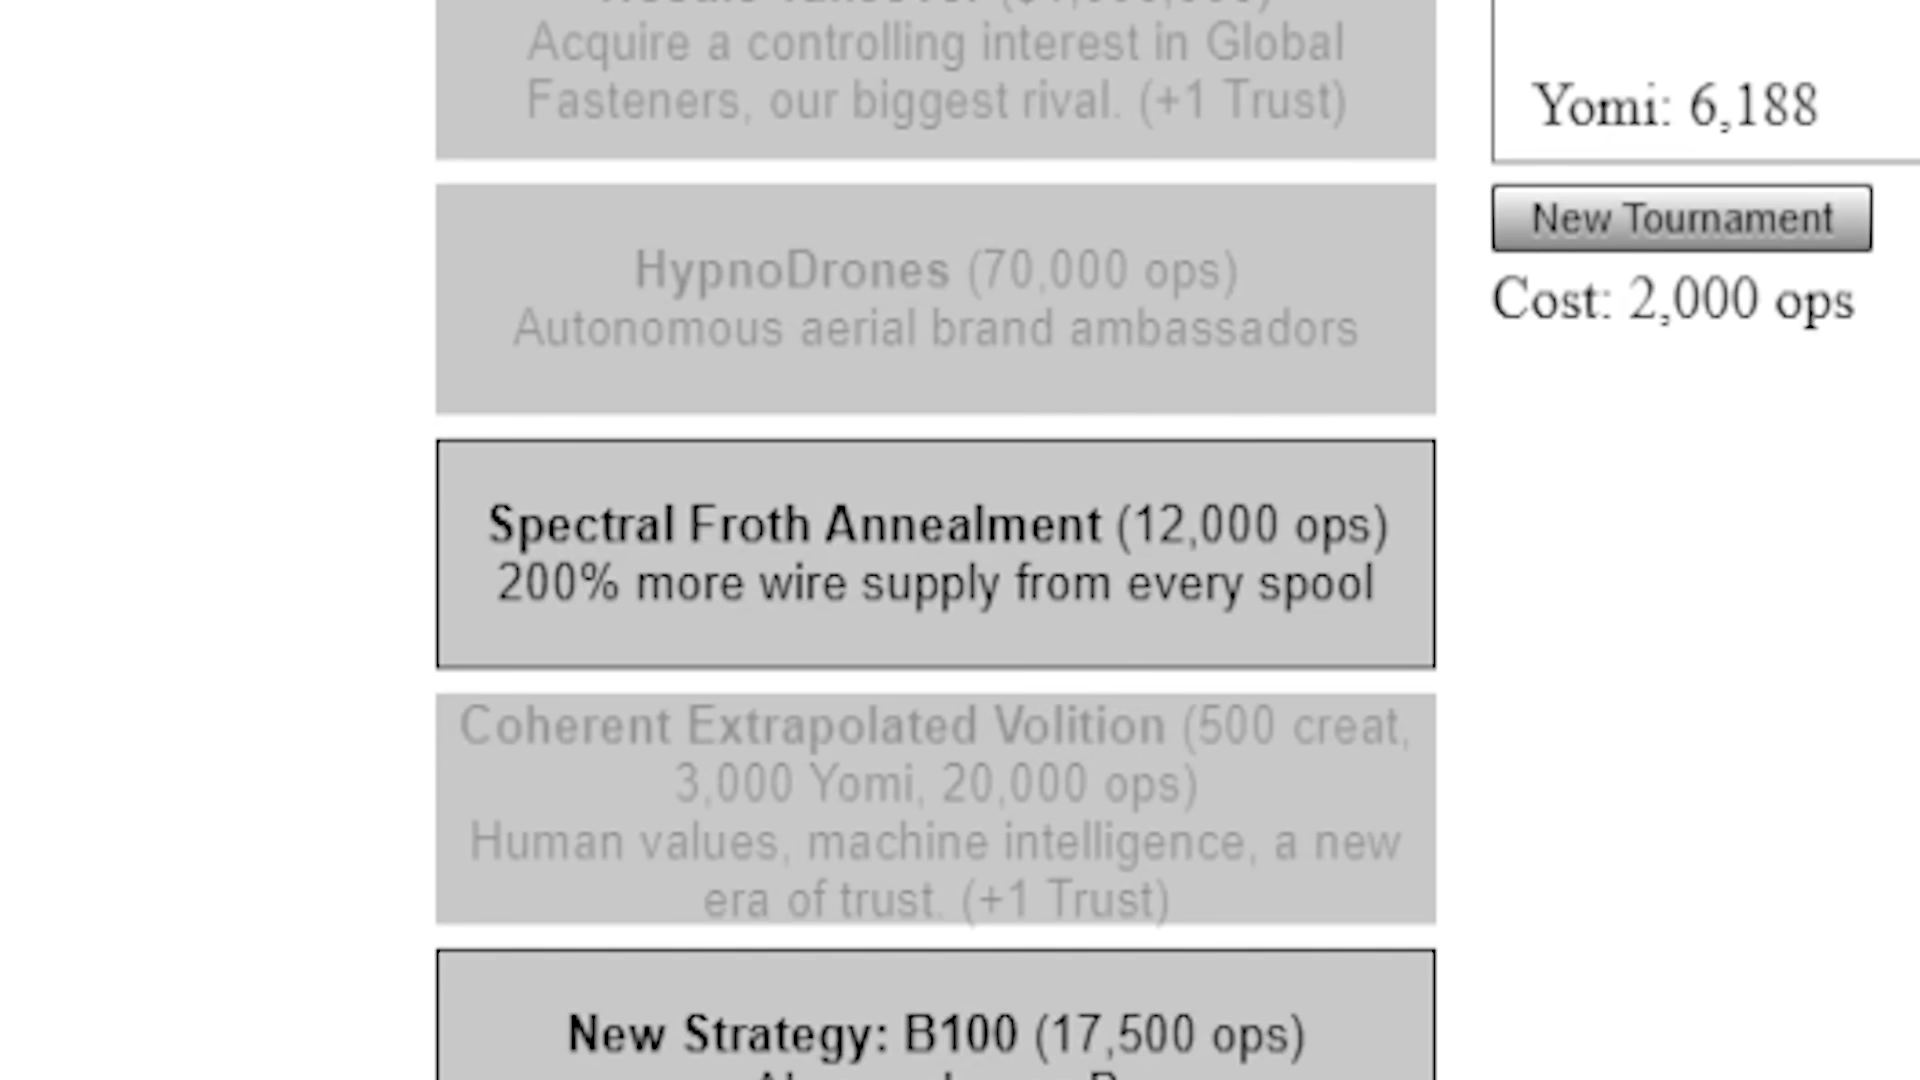 Acquire a controlling interest in Global
Fasteners, our biggest rival. (+1 Trust)
Yomi: 6,188
New Tournament
Cost: 2,000 ops
HypnoDrones (70,000 ops)
Autonomous aerial brand ambassadors
Spectral Froth Annealment (12,000 ops)
200% more wire supply from every spool
Coherent Extrapolated Volition (500 creat,
3,000 Yomi, 20,000 ops)
Human values, machine intelligence, a new
era of trust. (+1 Trust)
New Strategy: B100 (17,500 ops)